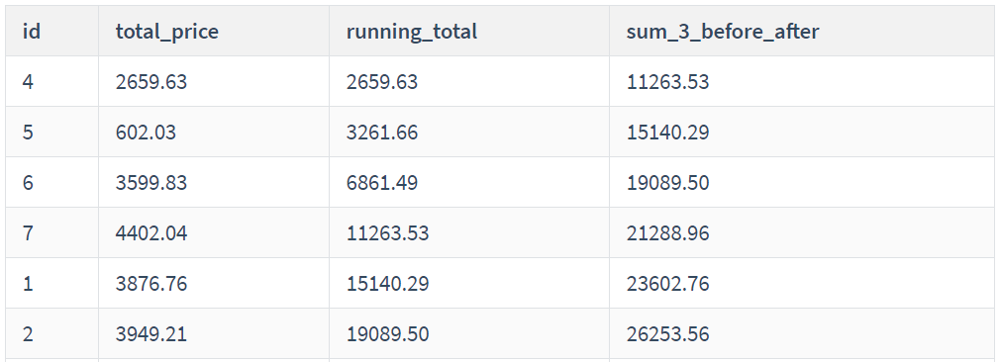 id total_price running_total sum_3_before_after
4 2659.63 2659.63 11263.53
5 602.03 3261.66 15140.29
6 3599.83 6861.49 19089.50
7 4402.04 11263.53 21288.96
1 3876.76 15140.29 23602.76
2 3949.21 19089.50 26253.56